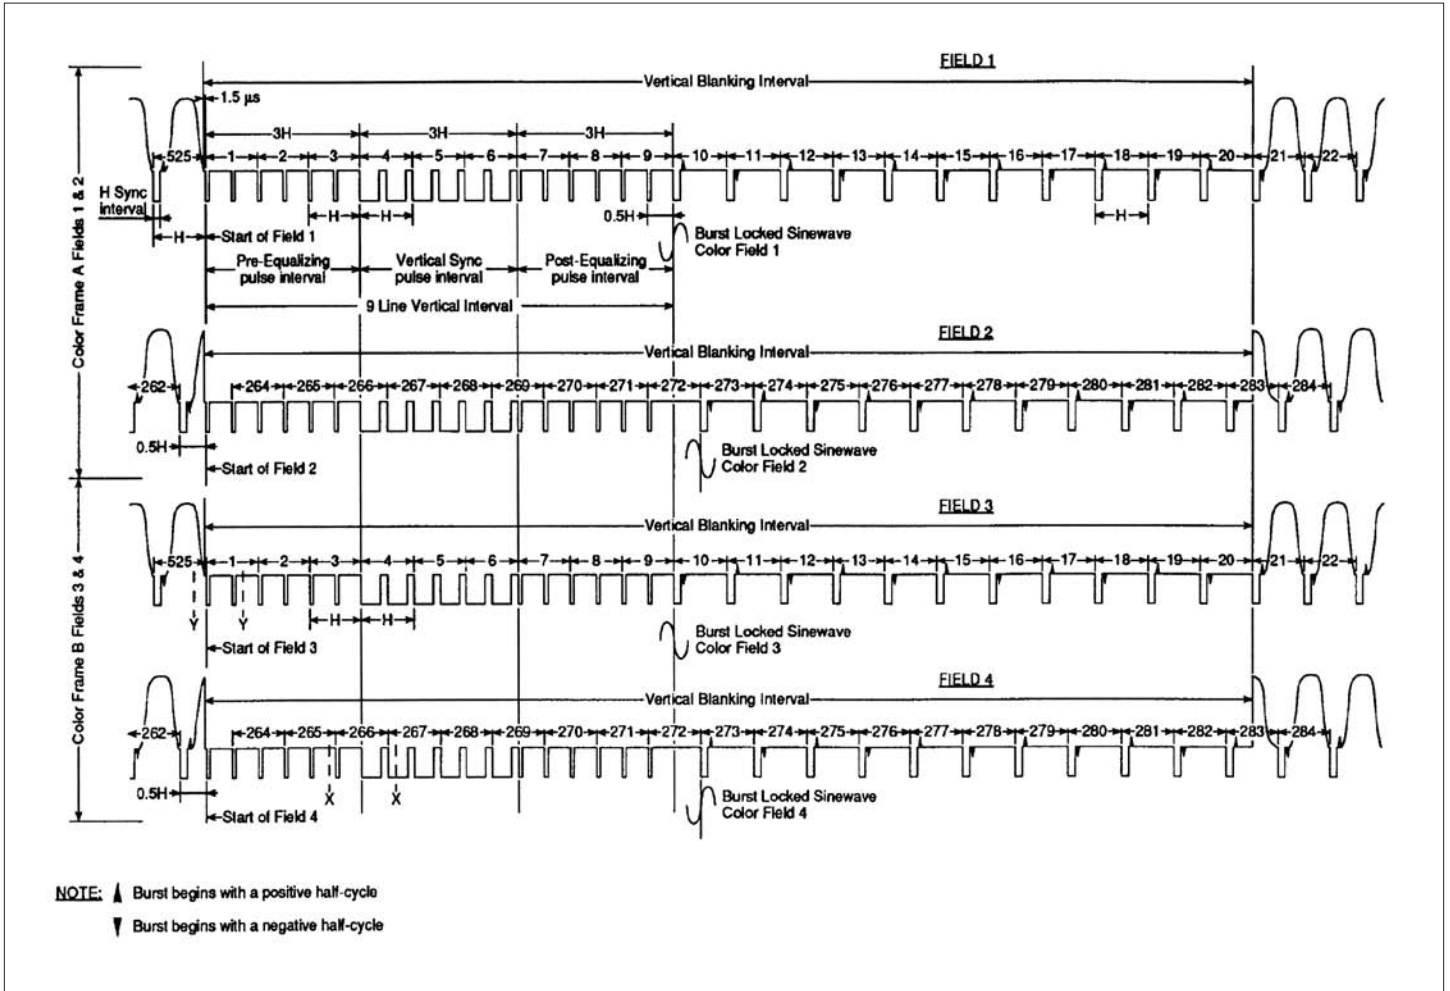 FIELD 1
Vertical Blanking Interval
1.5 µs
3H 3H 3H
525 1 2 3 4 5 6 7 8 9 10 11 12 13 14 15 16 17 18 19 20 21 22
H Sync
interval
H H 0.5H H
H Start of Field 1
Burst Locked Sinewave
Color Field 1
Pre-Equalizing
pulse interval
Vertical Sync
pulse interval
Post-Equalizing
pulse interval
9 Line Vertical Interval
Color Frame A Fields 1 & 2
FIELD 2
Vertical Blanking Interval
262 264 265 266 267 268 269 270 271 272 273 274 275 276 277 278 279 280 281 282 283 284
0.5H
Start of Field 2
Burst Locked Sinewave
Color Field 2
FIELD 3
Vertical Blanking Interval
525 1 2 3 4 5 6 7 8 9 10 11 12 13 14 15 16 17 18 19 20 21 22
Y Y H H
Start of Field 3
Burst Locked Sinewave
Color Field 3
Color Frame B Fields 3 & 4
FIELD 4
Vertical Blanking Interval
262 264 265 266 267 268 269 270 271 272 273 274 275 276 277 278 279 280 281 282 283 284
0.5H X X
Start of Field 4
Burst Locked Sinewave
Color Field 4
NOTE: Burst begins with a positive half-cycle
Burst begins with a negative half-cycle